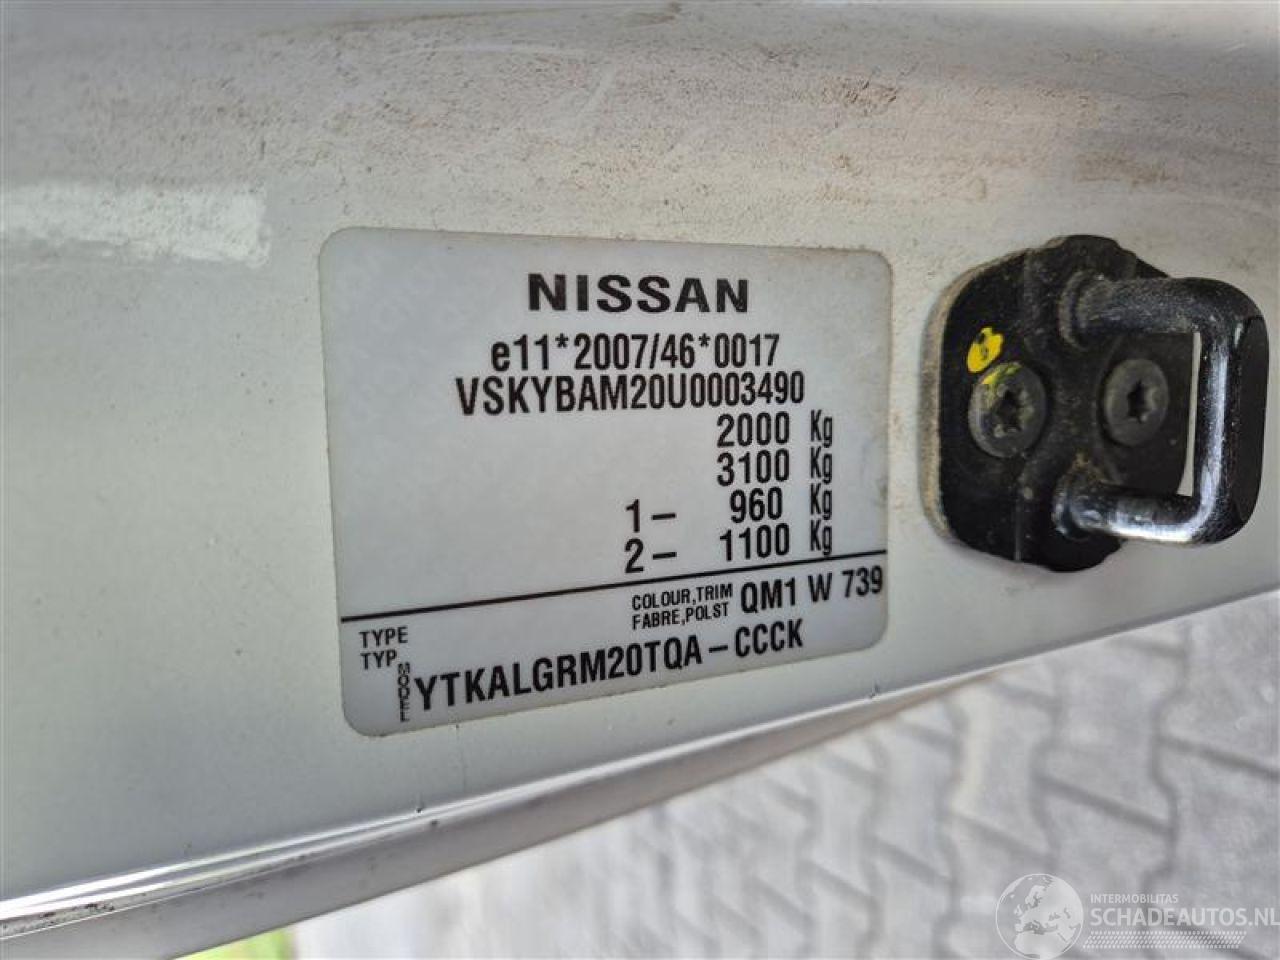 NISSAN
e11*2007/46*0017
VSKYBAM20U0003490
2000 Kg
3100 Kg
1- 960 Kg
2- 1100 Kg
COLOUR,TRIM QM1 W 739
FABRE,POLST
TYPE
TYP
MODEL YTKALGRM20TQA-CCCK
INTERMOBILITAS
SCHADEAUTOS.NL